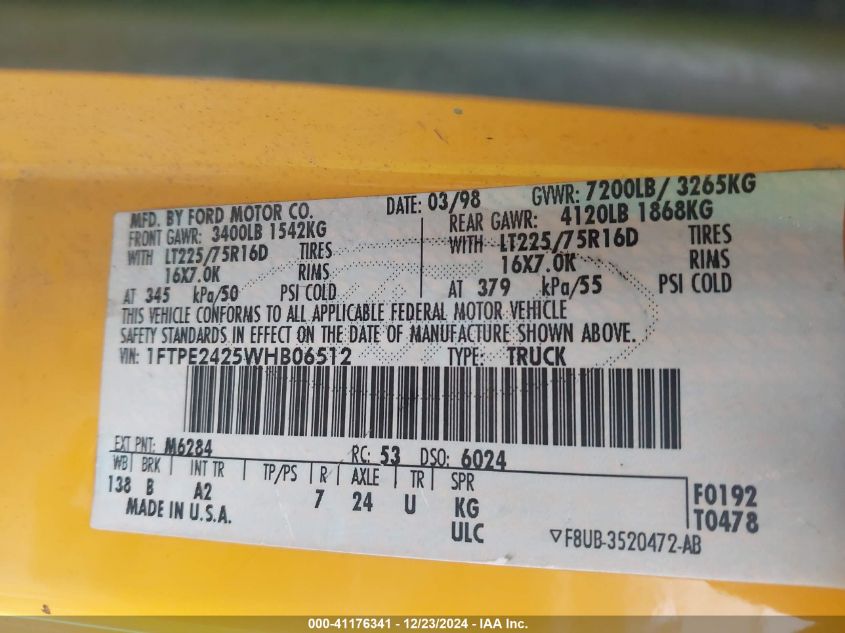 MFD. BY FORD MOTOR CO. DATE: 03/98 GVWR: 7200LB/ 3265KG
FRONT GAWR: 3400LB 1542KG REAR GAWR: 4120LB 1868KG
WITH LT225/75R16D TIRES WITH LT225/75R16D TIRES
16X7.0K RIMS 16X7.0K RIMS
AT 345 kPa/50 PSI COLD AT 379 kPa/55 PSI COLD
THIS VEHICLE CONFORMS TO ALL APPLICABLE FEDERAL MOTOR VEHICLE
SAFETY STANDARDS IN EFFECT ON THE DATE OF MANUFACTURE SHOWN ABOVE.
VIN: 1FTPE2425WHB06512 TYPE: TRUCK
EXT PNT: M6284 RC: 53 DSO: 6024
WB BRK INT TR TP/PS R AXLE TR SPR
138 B A2 7 24 U KG F0192
MADE IN U.S.A. ULC T0478
F8UB-3520472-AB
000-41176341 - 12/23/2024 - IAA Inc.